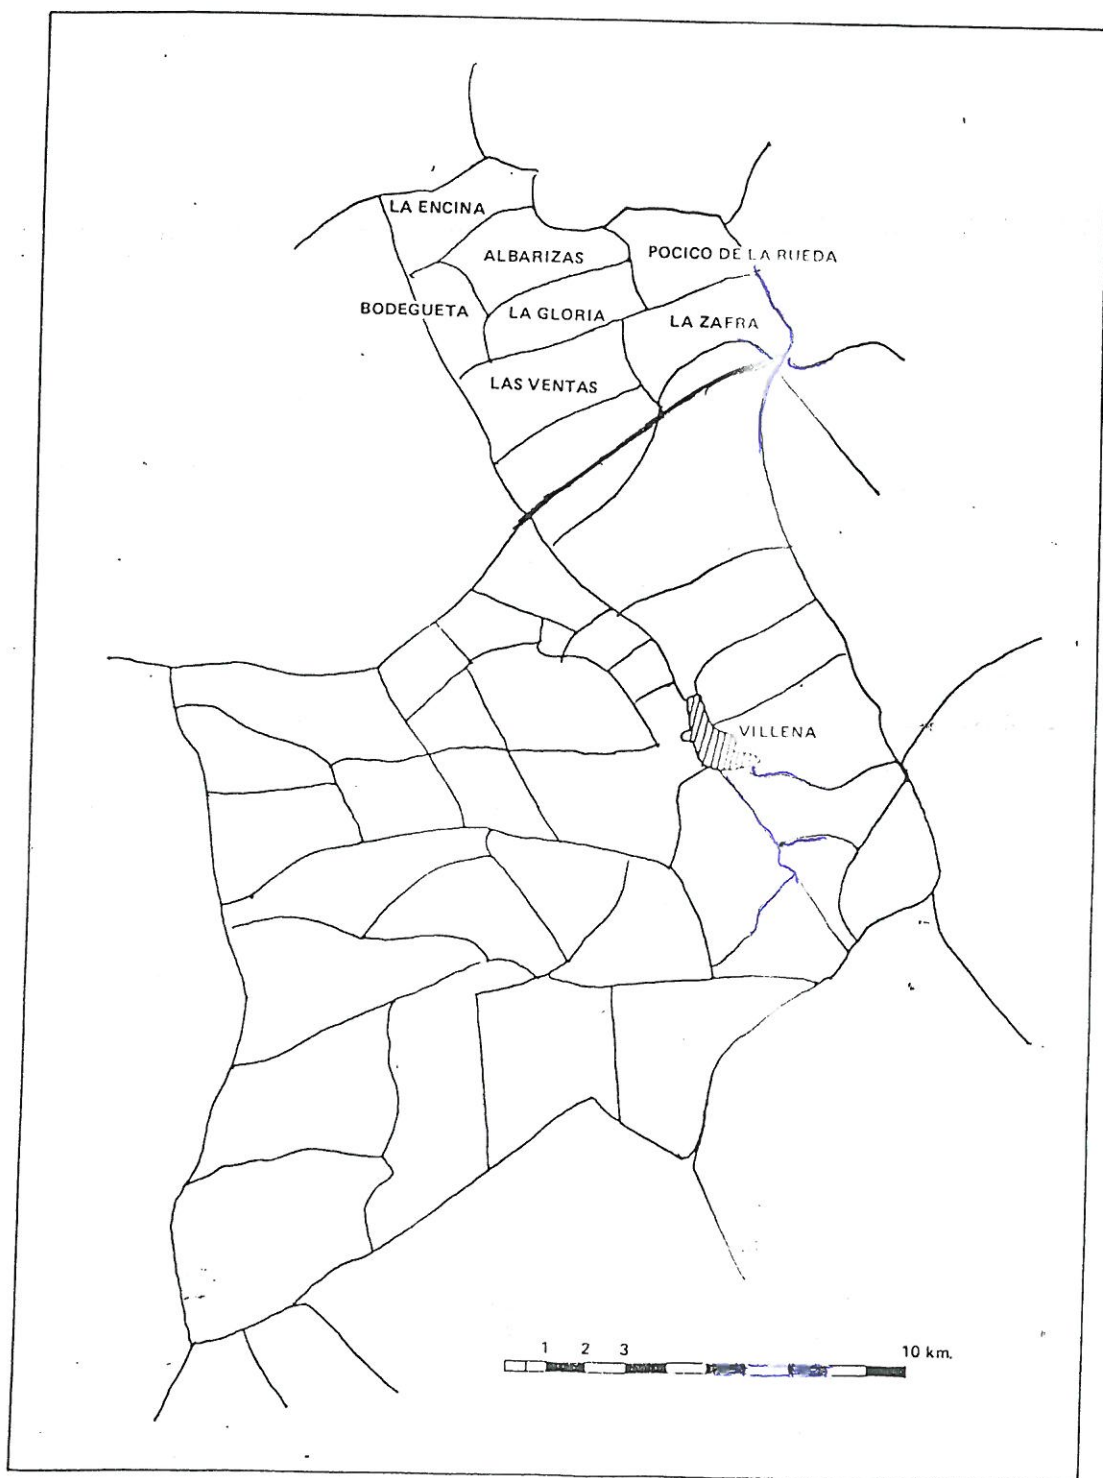 LA ENCINA
ALBARIZAS
POCICO DE LA RUEDA
BODEGUETA
LA GLORIA
LA ZAFRA
LAS VENTAS
VILLENA
1 2 3 10 km.